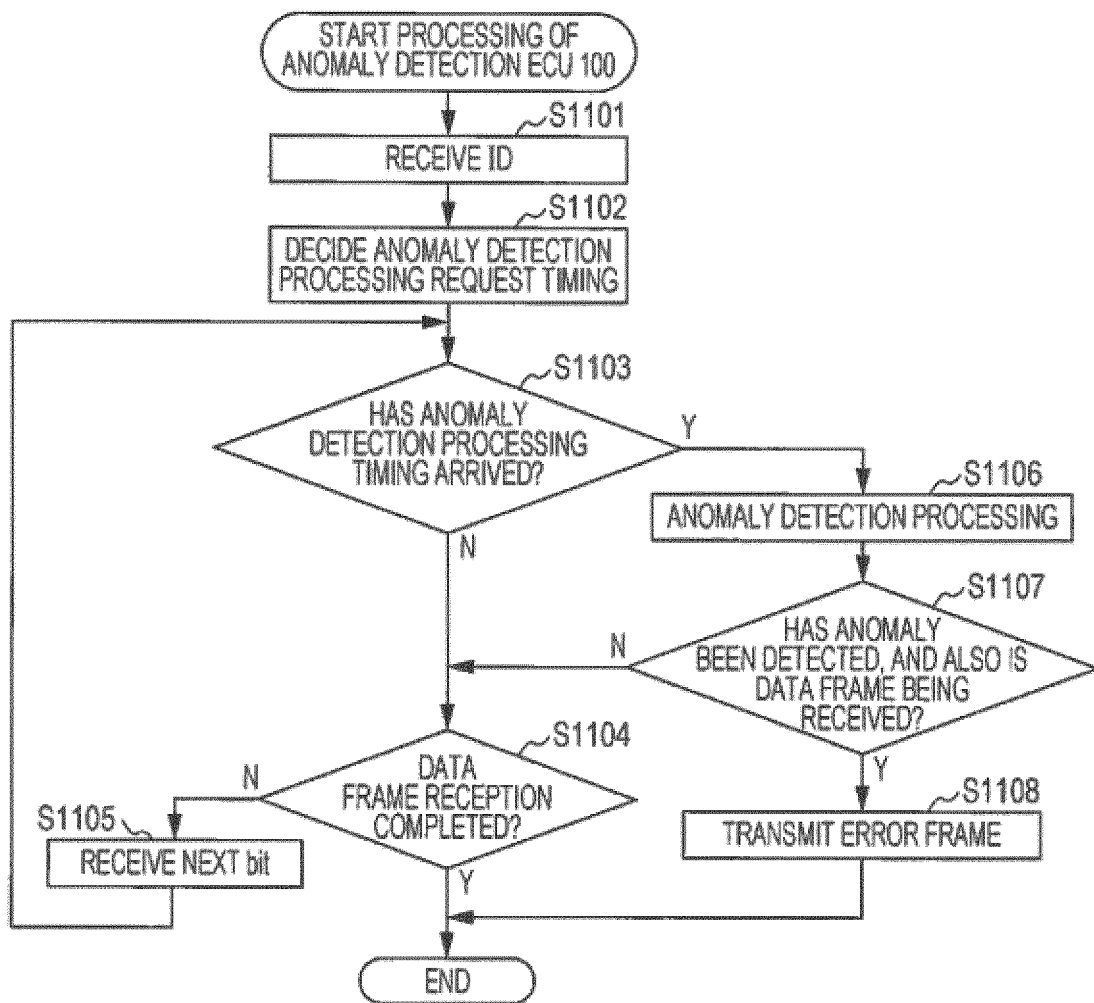 START PROCESSING OF
ANOMALY DETECTION ECU 100
S1101
RECEIVE ID
S1102
DECIDE ANOMALY DETECTION
PROCESSING REQUEST TIMING
S1103
HAS ANOMALY
DETECTION PROCESSING
TIMING ARRIVED?
Y
N
S1106
ANOMALY DETECTION PROCESSING
S1107
HAS ANOMALY
BEEN DETECTED, AND ALSO IS
DATA FRAME BEING
RECEIVED?
N
Y
S1104
DATA
FRAME RECEPTION
COMPLETED?
N
Y
S1105
RECEIVE NEXT bit
S1108
TRANSMIT ERROR FRAME
END